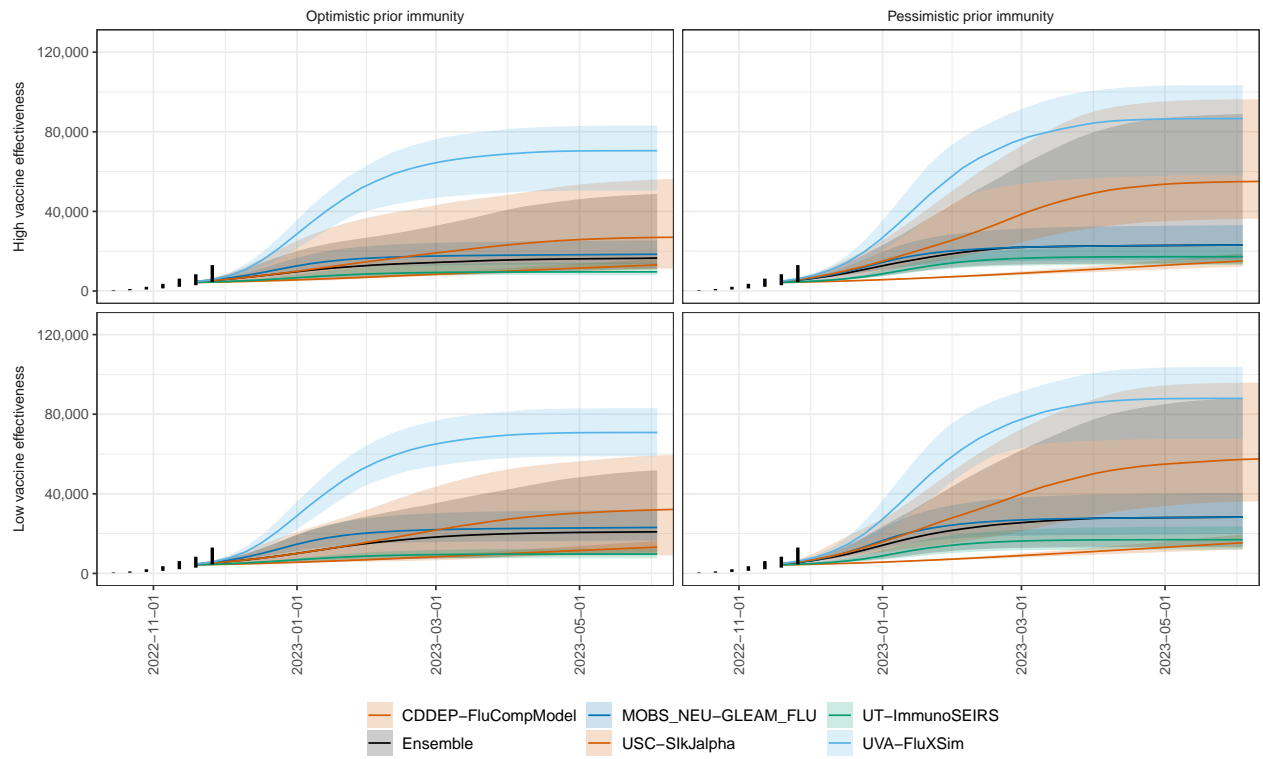 Optimistic prior immunity
Pessimistic prior immunity
High vaccine effectiveness
120,000
80,000
40,000
0
Low vaccine effectiveness
120,000
80,000
40,000
0
2022−11−01
2023−01−01
2023−03−01
2023−05−01
2022−11−01
2023−01−01
2023−03−01
2023−05−01
CDDEP−FluCompModel
MOBS_NEU−GLEAM_FLU
UT−ImmunoSEIRS
Ensemble
USC−SIkJalpha
UVA−FluXSim